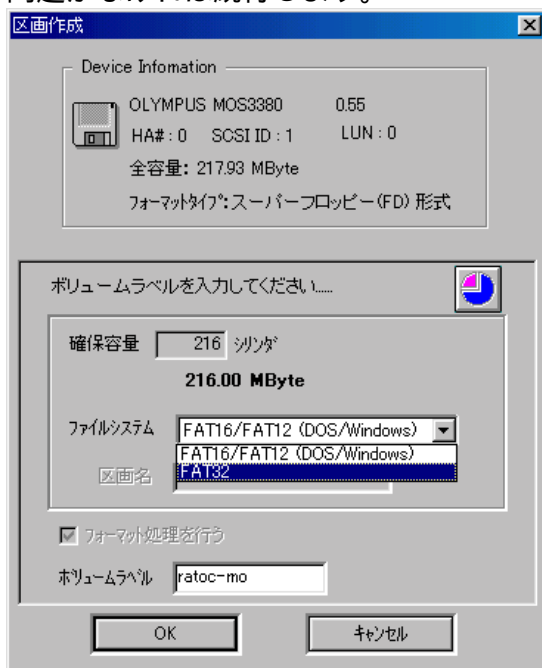 区画作成
Device Infomation
OLYMPUS MOS3380 0.55
HA# : 0 SCSI ID : 1 LUN : 0
全容量: 217.93 MByte
フォーマットタイプ:スーパーフロッピー(FD) 形式
ボリュームラベルを入力してください.....
確保容量 216 シリンダ
216.00 MByte
ファイルシステム FAT16/FAT12 (DOS/Windows)
FAT16/FAT12 (DOS/Windows)
FAT32
区画名
フォーマット処理を行う
ボリュームラベル ratoc-mo
OK キャンセル